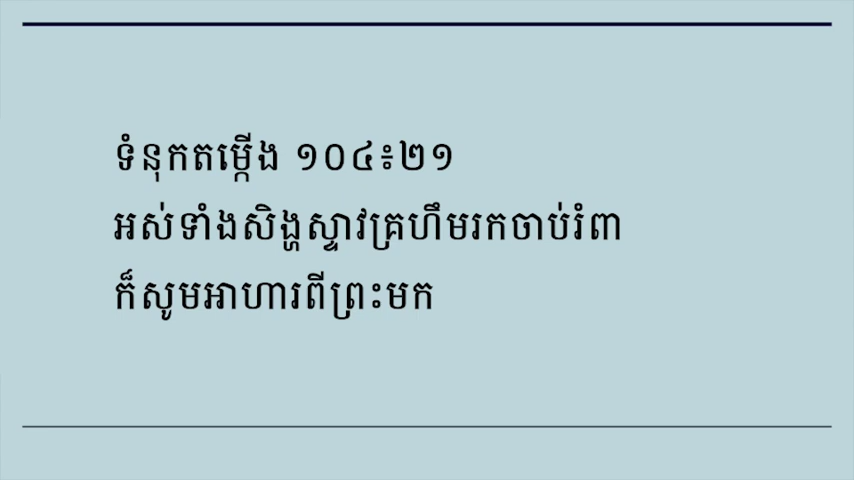 ទំនុកតម្កើង ១០៤៖២១
អស់ទាំងសិង្ហស្ទាវគ្រហឹមរកចាប់រំពា
ក៏សូមអាហារពីព្រះមក